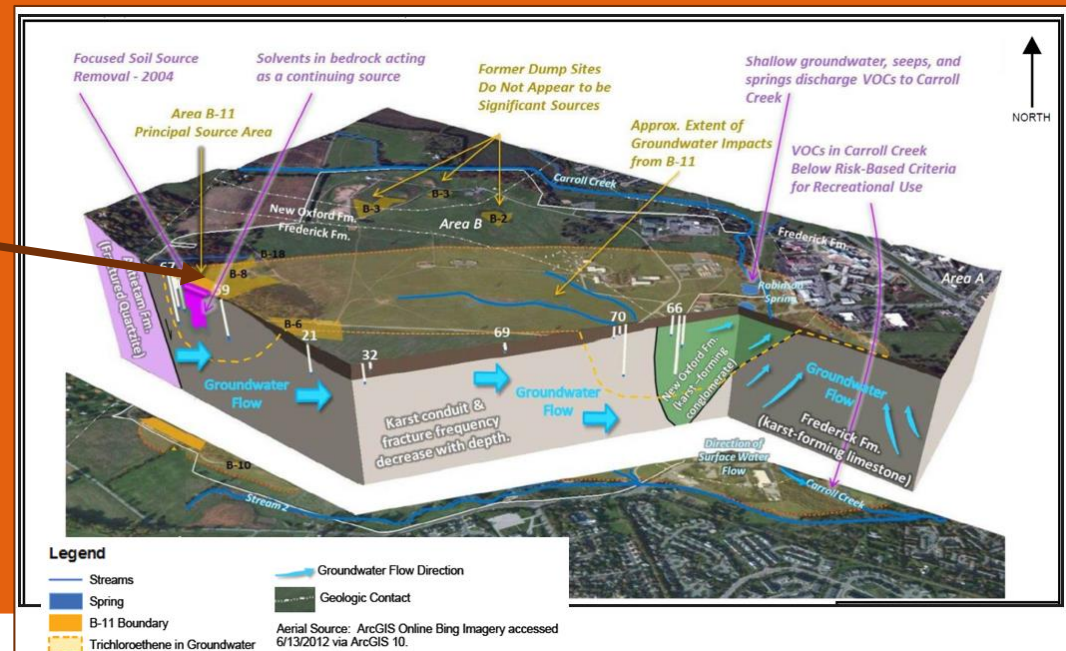 Focused Soil Source
Removal - 2004
Solvents in bedrock acting
as a continuing source
Former Dump Sites
Do Not Appear to be
Significant Sources
Shallow groundwater, seeps, and
springs discharge VOCs to Carroll
Creek
NORTH
Area B-11
Principal Source Area
Approx. Extent of
Groundwater Impacts
from B-11
VOCs in Carroll Creek
Below Risk-Based Criteria
for Recreational Use
Carroll Creek
B-3
B-3
B-2
New Oxford Fm.
Frederick Fm.
Area B
Frederick Fm.
Area A
B-18
B-8
Robinson
Spring
67
59
B-6
21
32
69
70
66
(Fractured Quartzite)
Groundwater
Flow
Groundwater
Flow
Karst conduit &
fracture frequency
decrease with depth.
New Oxford Fm.
(karst-forming
conglomerate)
Groundwater
Flow
Frederick Fm.
(karst-forming limestone)
Direction of
Surface Water
Flow
B-10
Stream 2
Carroll Creek
Legend
Streams
Spring
B-11 Boundary
Trichloroethene in Groundwater
Groundwater Flow Direction
Geologic Contact
Aerial Source: ArcGIS Online Bing Imagery accessed
6/13/2012 via ArcGIS 10.